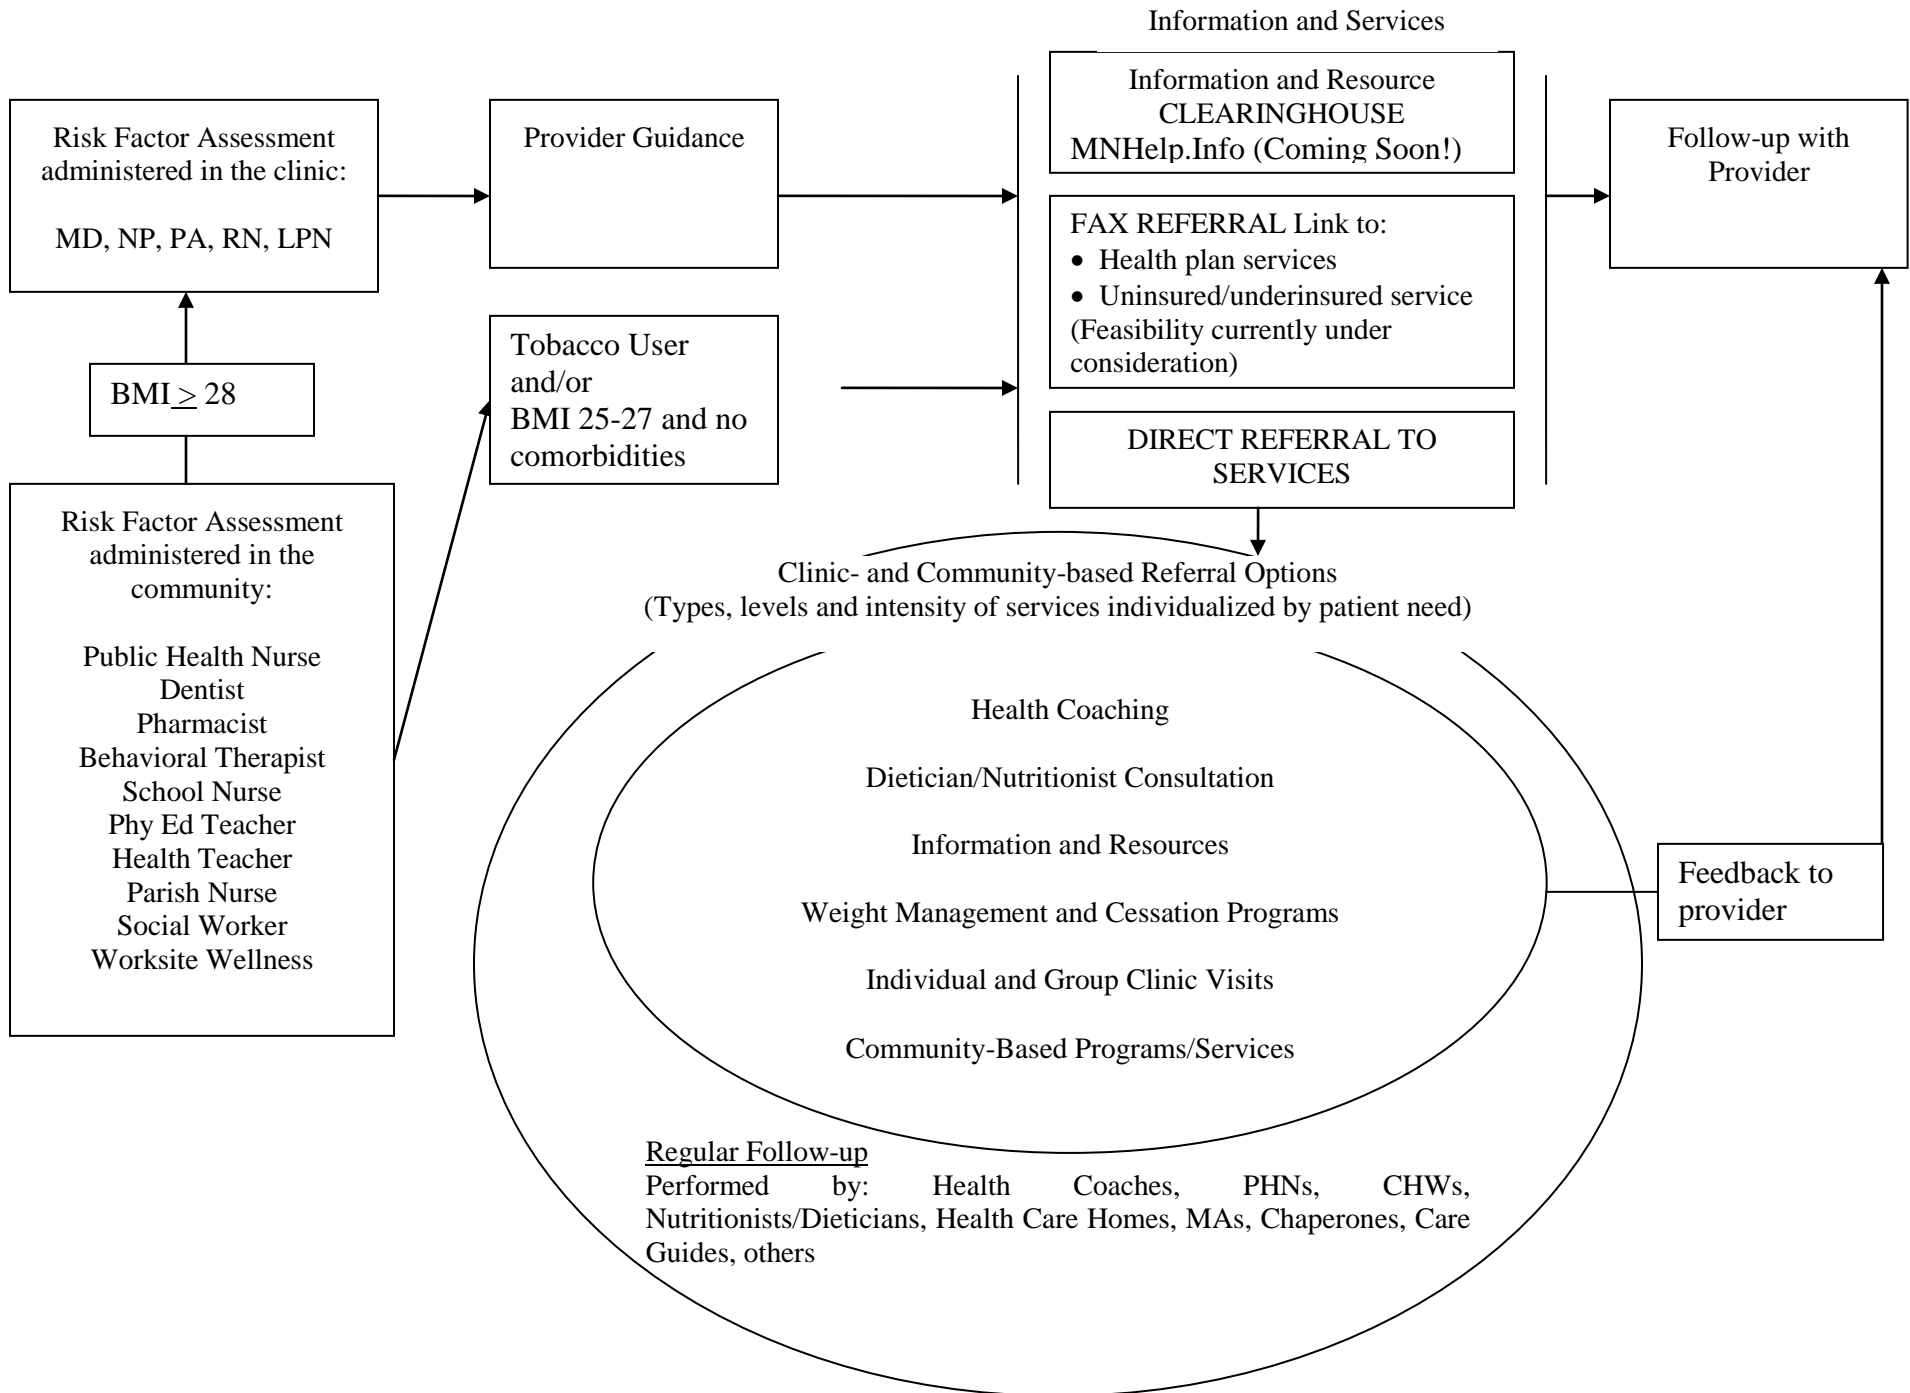 Information and Services
Information and Resource
CLEARINGHOUSE
MNHelp.Info (Coming Soon!)
Risk Factor Assessment
administered in the clinic:
MD, NP, PA, RN, LPN
Provider Guidance
Follow-up with
Provider
FAX REFERRAL Link to:
• Health plan services
• Uninsured/underinsured service
(Feasibility currently under
consideration)
BMI ≥ 28
Tobacco User
and/or
BMI 25-27 and no
comorbidities
DIRECT REFERRAL TO
SERVICES
Risk Factor Assessment
administered in the
community:
Public Health Nurse
Dentist
Pharmacist
Behavioral Therapist
School Nurse
Phy Ed Teacher
Health Teacher
Parish Nurse
Social Worker
Worksite Wellness
Clinic- and Community-based Referral Options
(Types, levels and intensity of services individualized by patient need)
Health Coaching
Dietician/Nutritionist Consultation
Information and Resources
Weight Management and Cessation Programs
Individual and Group Clinic Visits
Community-Based Programs/Services
Feedback to
provider
Regular Follow-up
Performed by: Health Coaches, PHNs, CHWs,
Nutritionists/Dieticians, Health Care Homes, MAs, Chaperones, Care
Guides, others